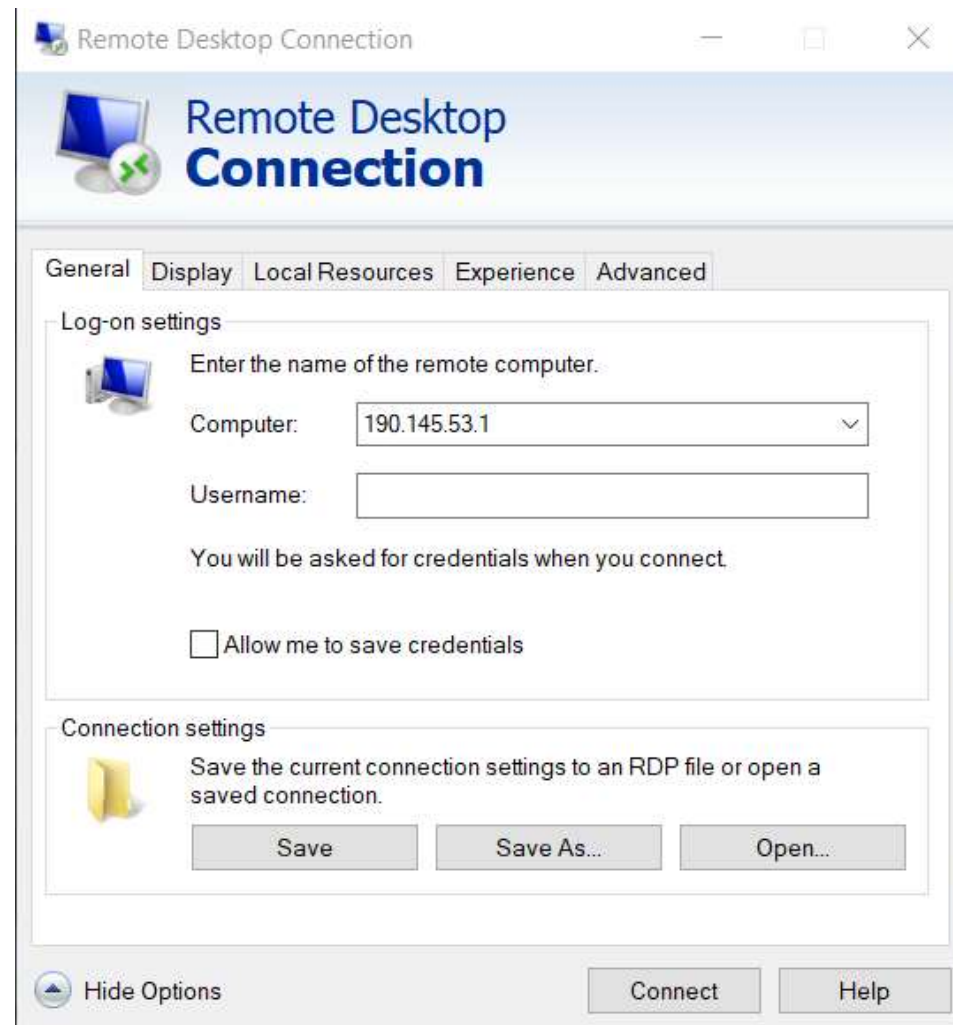 Remote Desktop Connection
Remote Desktop
Connection
General Display Local Resources Experience Advanced
Log-on settings
Enter the name of the remote computer.
Computer: 190.145.53.1
Username:
You will be asked for credentials when you connect.
Allow me to save credentials
Connection settings
Save the current connection settings to an RDP file or open a
saved connection.
Save Save As... Open...
Hide Options Connect Help